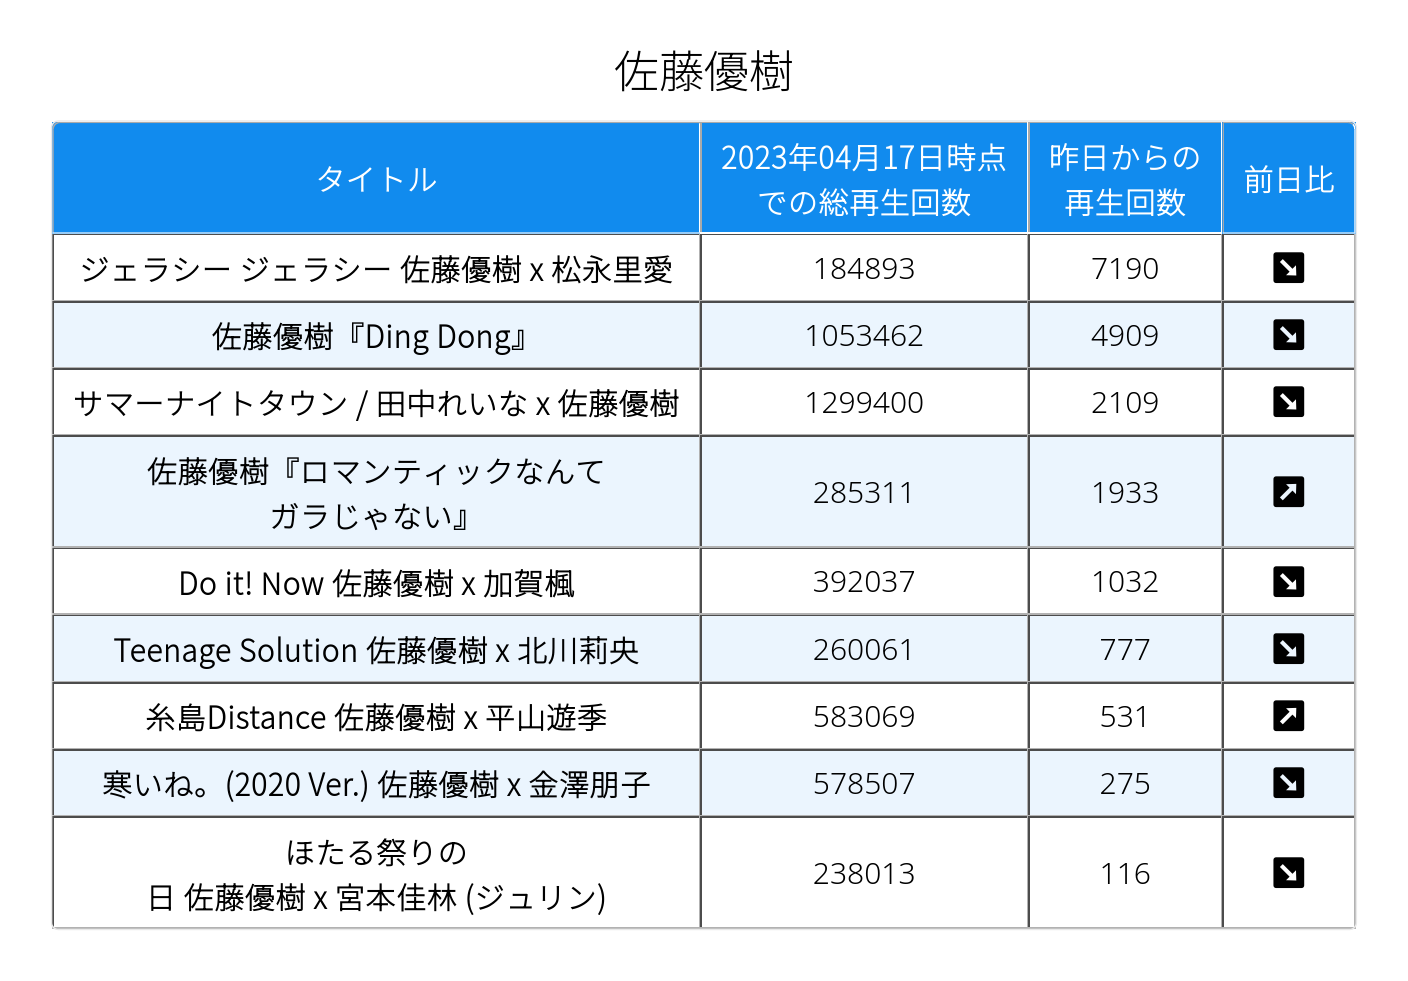 佐藤優樹
タイトル
2023年04月17日時点
での総再生回数
昨日からの
再生回数
前日比
ジェラシー ジェラシー 佐藤優樹 x 松永里愛
184893
7190
佐藤優樹『Ding Dong』
1053462
4909
サマーナイトタウン / 田中れいな x 佐藤優樹
1299400
2109
佐藤優樹『ロマンティックなんて
ガラじゃない』
285311
1933
Do it! Now 佐藤優樹 x 加賀楓
392037
1032
Teenage Solution 佐藤優樹 x 北川莉央
260061
777
糸島Distance 佐藤優樹 x 平山遊季
583069
531
寒いね。(2020 Ver.) 佐藤優樹 x 金澤朋子
578507
275
ほたる祭りの
日 佐藤優樹 x 宮本佳林 (ジュリン)
238013
116